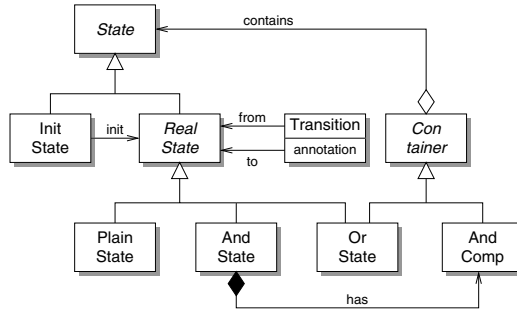 contains
State
Init
State
init
Real
State
from
to
Transition
annotation
Con
tainer
Plain
State
And
State
Or
State
And
Comp
has